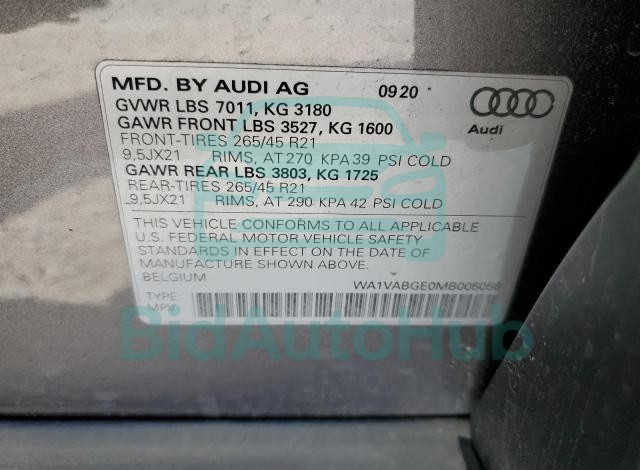 MFD. BY AUDI AG 09 20
GVWR LBS 7011, KG 3180
GAWR FRONT LBS 3527, KG 1600
FRONT-TIRES 265/45 R21
9,5JX21 RIMS, AT 270 KPA 39 PSI COLD
GAWR REAR LBS 3803, KG 1725
REAR-TIRES 265/45 R21
9,5JX21 RIMS, AT 290 KPA 42 PSI COLD
Audi
THIS VEHICLE CONFORMS TO ALL APPLICABLE
U.S. FEDERAL MOTOR VEHICLE SAFETY
STANDARDS IN EFFECT ON THE DATE OF
MANUFACTURE SHOWN ABOVE.
BELGIUM
WA1VABGE0MB005056
TYPE:
MPV
BidAutoHub